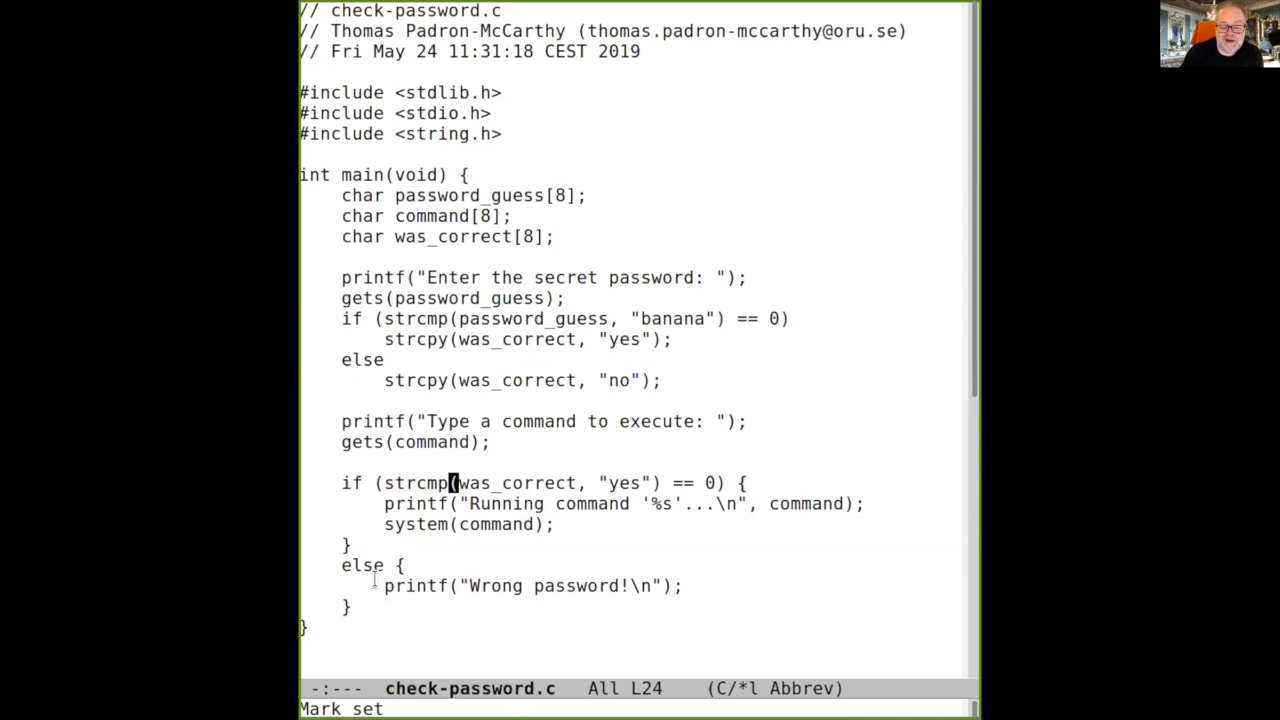 // check-password.c
// Thomas Padron-McCarthy (thomas.padron-mccarthy@oru.se)
// Fri May 24 11:31:18 CEST 2019

#include <stdlib.h>
#include <stdio.h>
#include <string.h>

int main(void) {
    char password_guess[8];
    char command[8];
    char was_correct[8];

    printf("Enter the secret password: ");
    gets(password_guess);
    if (strcmp(password_guess, "banana") == 0)
        strcpy(was_correct, "yes");
    else
        strcpy(was_correct, "no");

    printf("Type a command to execute: ");
    gets(command);

    if (strcmp(was_correct, "yes") == 0) {
        printf("Running command '%s'...\n", command);
        system(command);
    }
    else {
        printf("Wrong password!\n");
    }
}

-:--- check-password.c All L24 (C/*l Abbrev)
Mark set